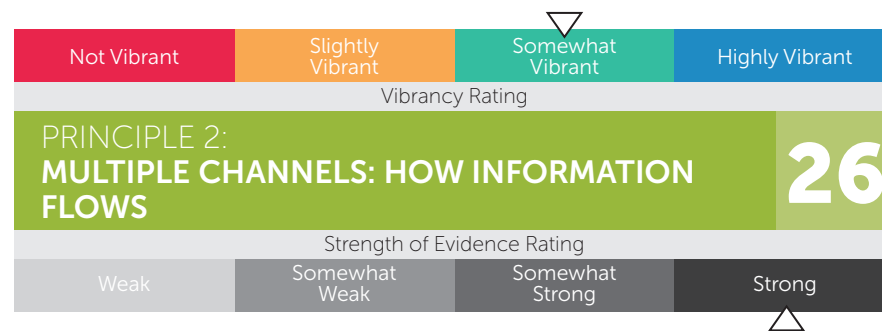 Not Vibrant
Slightly
Vibrant
Somewhat
Vibrant
Highly Vibrant
Vibrancy Rating
PRINCIPLE 2:
MULTIPLE CHANNELS: HOW INFORMATION
FLOWS
26
Strength of Evidence Rating
Weak
Somewhat
Weak
Somewhat
Strong
Strong